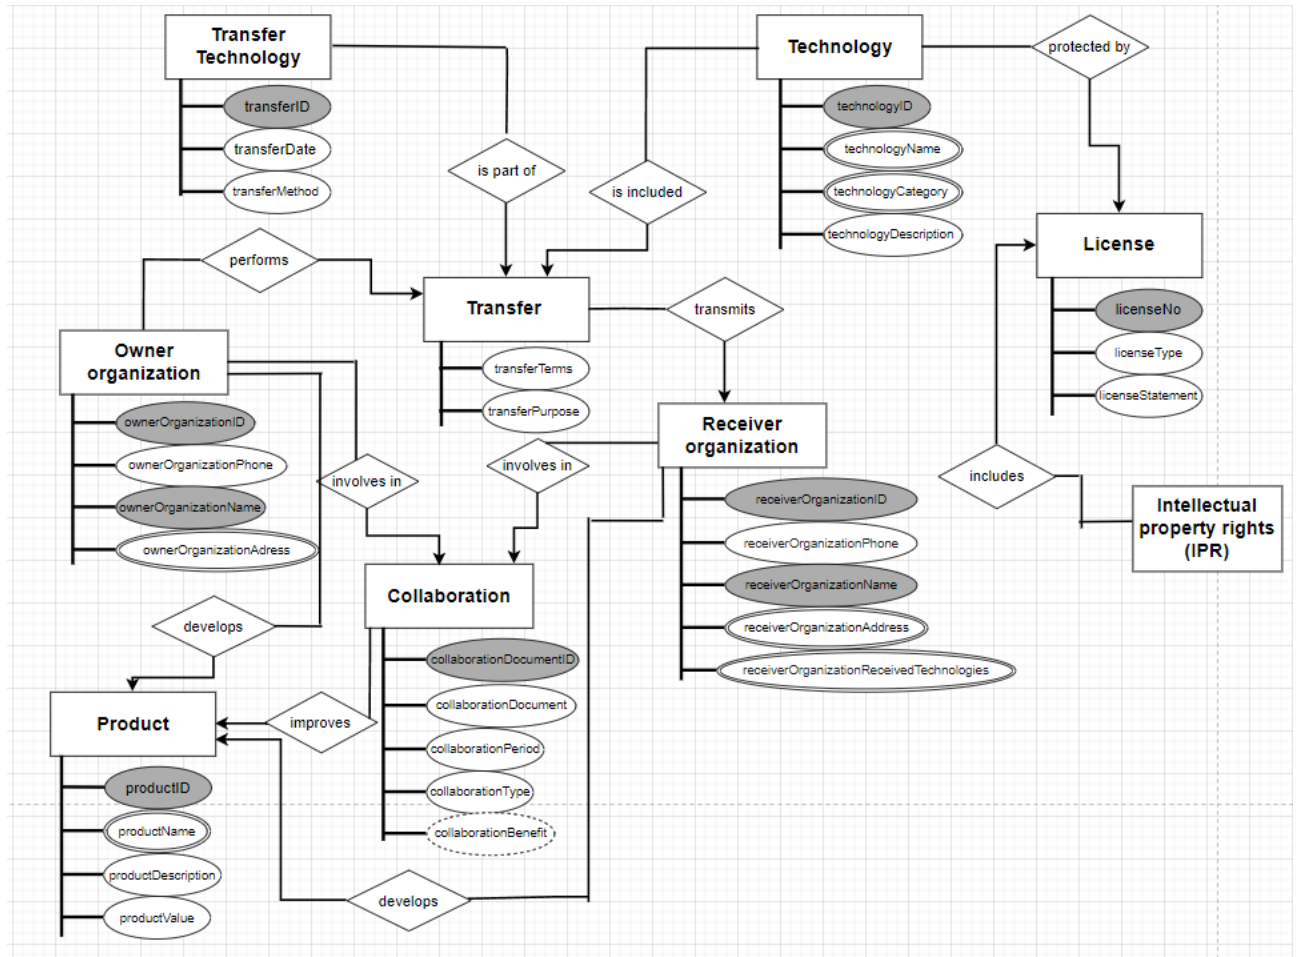 Transfer
Technology
transferID
transferDate
transferMethod
Technology
technologyID
technologyName
technologyCategory
technologyDescription
protected by
is part of
is included
License
licenseNo
licenseType
licenseStatement
performs
Transfer
transferTerms
transferPurpose
transmits
Owner
organization
ownerOrganizationID
ownerOrganizationPhone
ownerOrganizationName
ownerOrganizationAdress
involves in
involves in
Receiver
organization
receiverOrganizationID
receiverOrganizationPhone
receiverOrganizationName
receiverOrganizationAddress
receiverOrganizationReceivedTechnologies
includes
Intellectual
property rights
(IPR)
Collaboration
collaborationDocumentID
collaborationDocument
collaborationPeriod
collaborationType
collaborationBenefit
develops
Product
productID
productName
productDescription
productValue
improves
develops